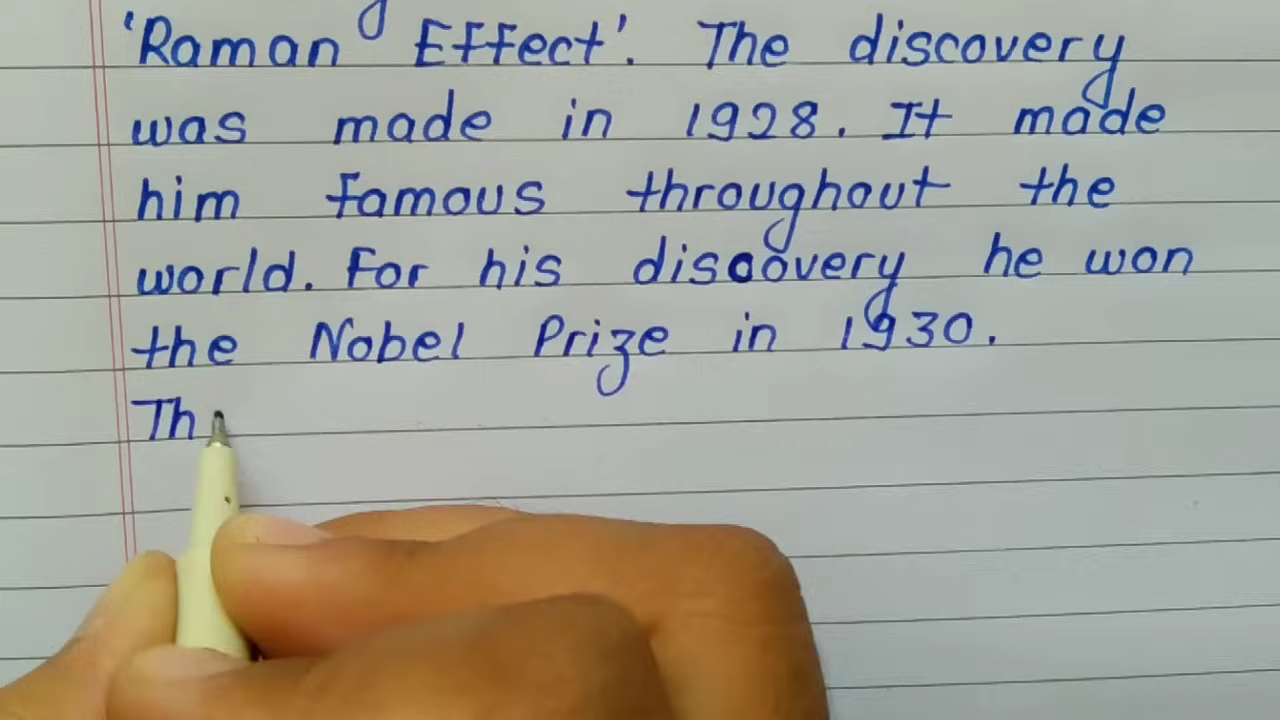 'Raman Effect'. The discovery
was made in 1928. It made
him famous throughout the
world. For his discovery he won
the Nobel Prize in 1930.
Th